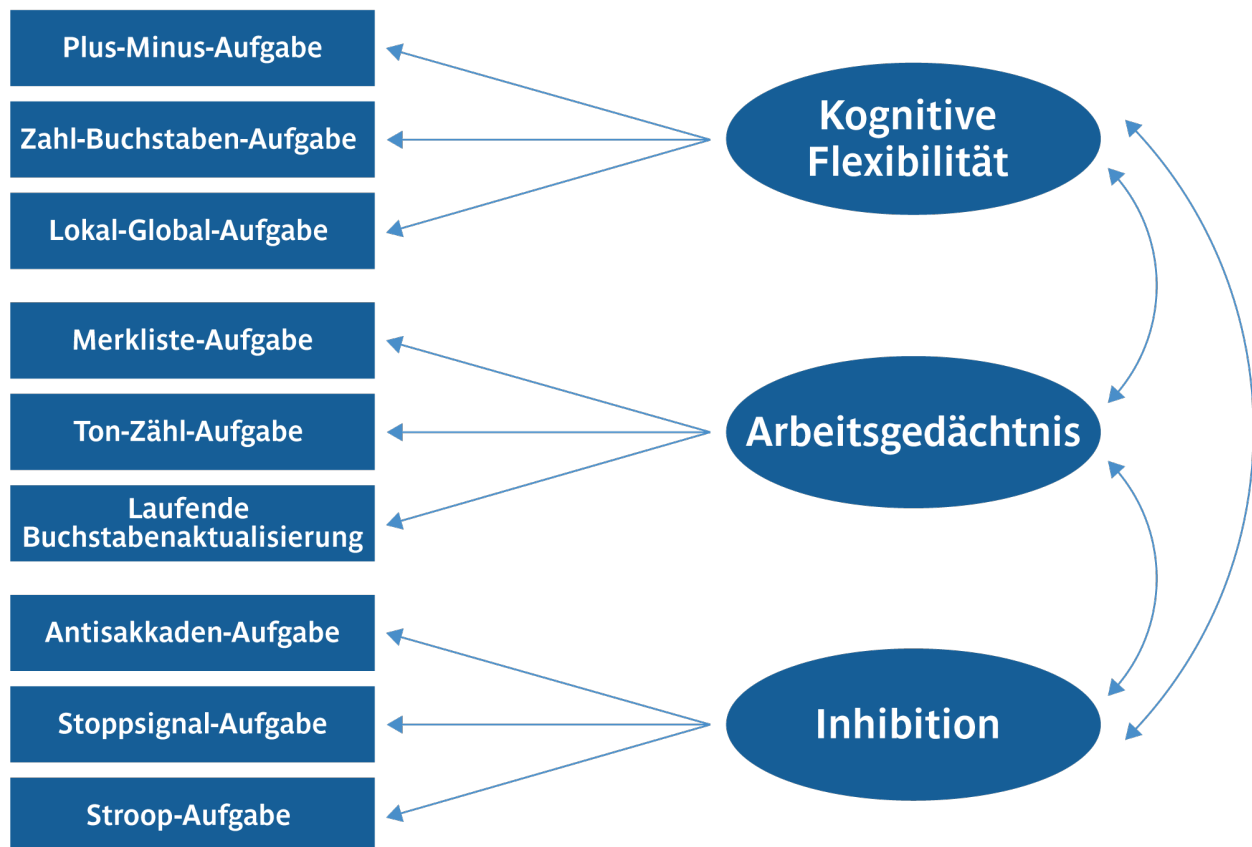 Plus-Minus-Aufgabe
Zahl-Buchstaben-Aufgabe
Lokal-Global-Aufgabe
Kognitive
Flexibilität
Merkliste-Aufgabe
Ton-Zähl-Aufgabe
Laufende
Buchstabenaktualisierung
Arbeitsgedächtnis
Antisakkaden-Aufgabe
Stoppsignal-Aufgabe
Stroop-Aufgabe
Inhibition